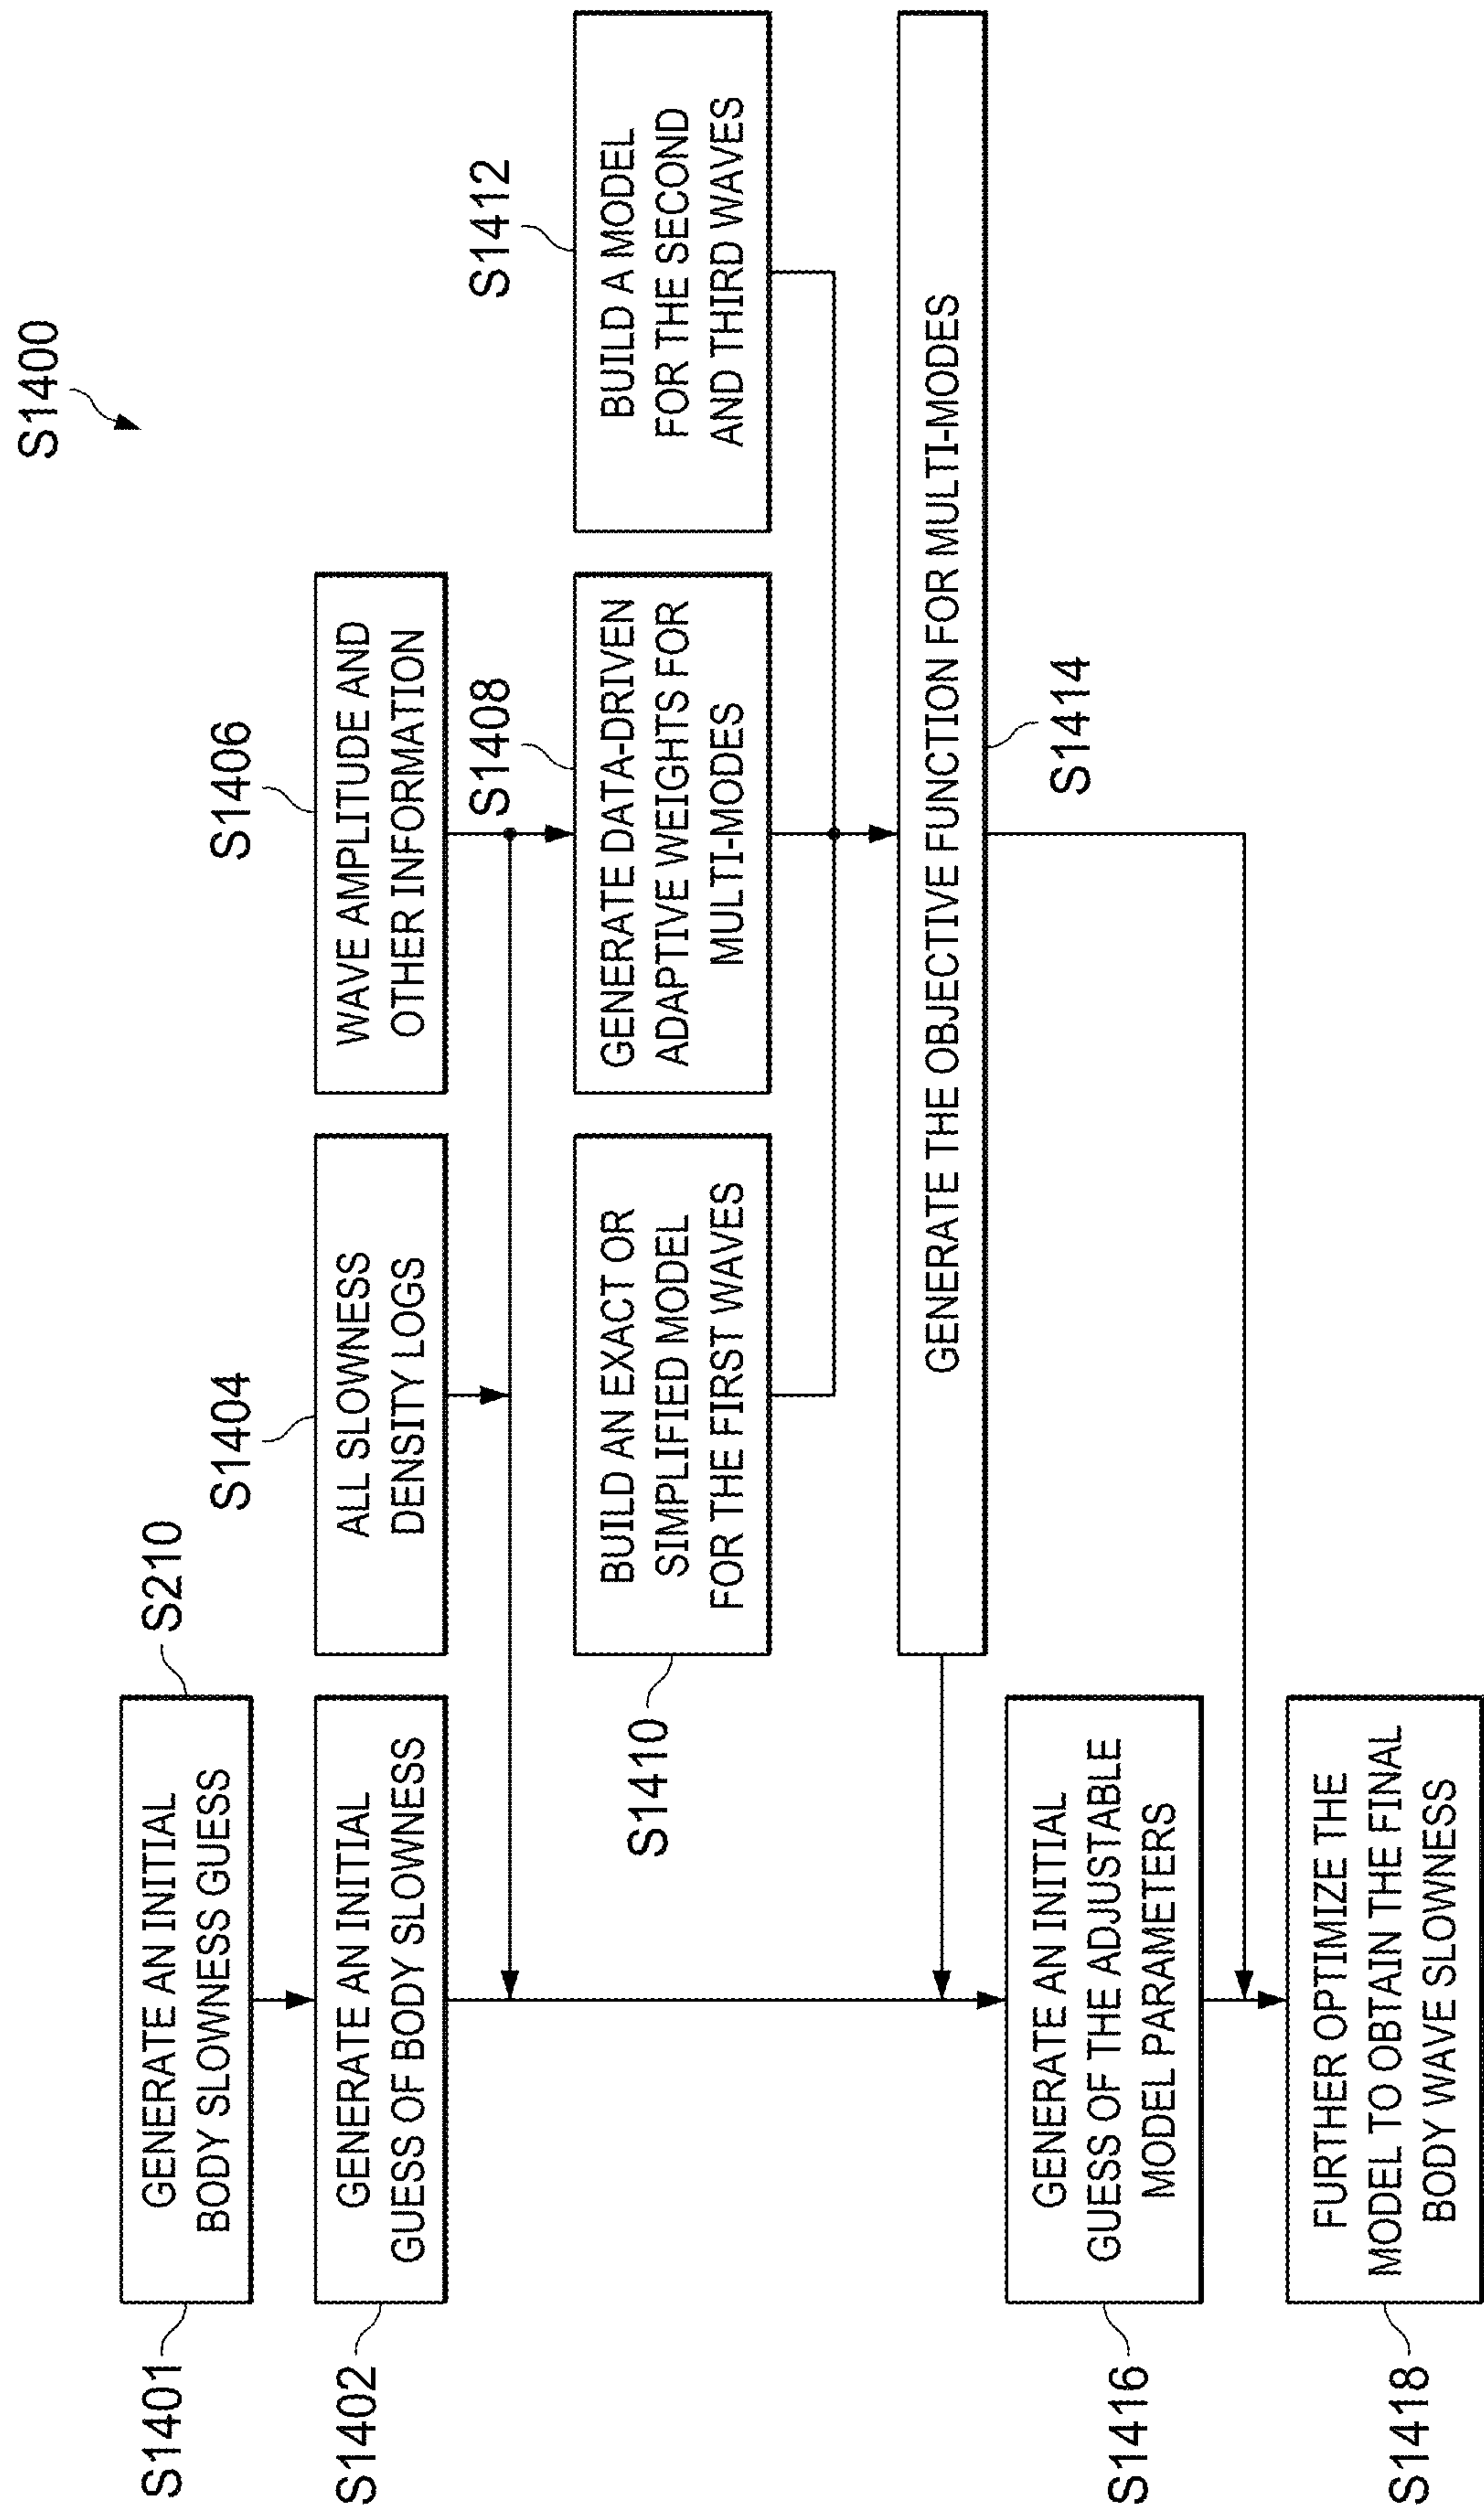 S1400
S1401
GENERATE AN INITIAL
BODY SLOWNESS GUESS
S210
S1402
GENERATE AN INITIAL
GUESS OF BODY SLOWNESS
S1404
ALL SLOWNESS
DENSITY LOGS
S1406
WAVE AMPLITUDE AND
OTHER INFORMATION
S1410
BUILD AN EXACT OR
SIMPLIFIED MODEL
FOR THE FIRST WAVES
S1408
GENERATE DATA-DRIVEN
ADAPTIVE WEIGHTS FOR
MULTI-MODES
S1412
BUILD A MODEL
FOR THE SECOND
AND THIRD WAVES
GENERATE THE OBJECTIVE FUNCTION FOR MULTI-MODES
S1414
S1416
GENERATE AN INITIAL
GUESS OF THE ADJUSTABLE
MODEL PARAMETERS
S1418
FURTHER OPTIMIZE THE
MODEL TO OBTAIN THE FINAL
BODY WAVE SLOWNESS